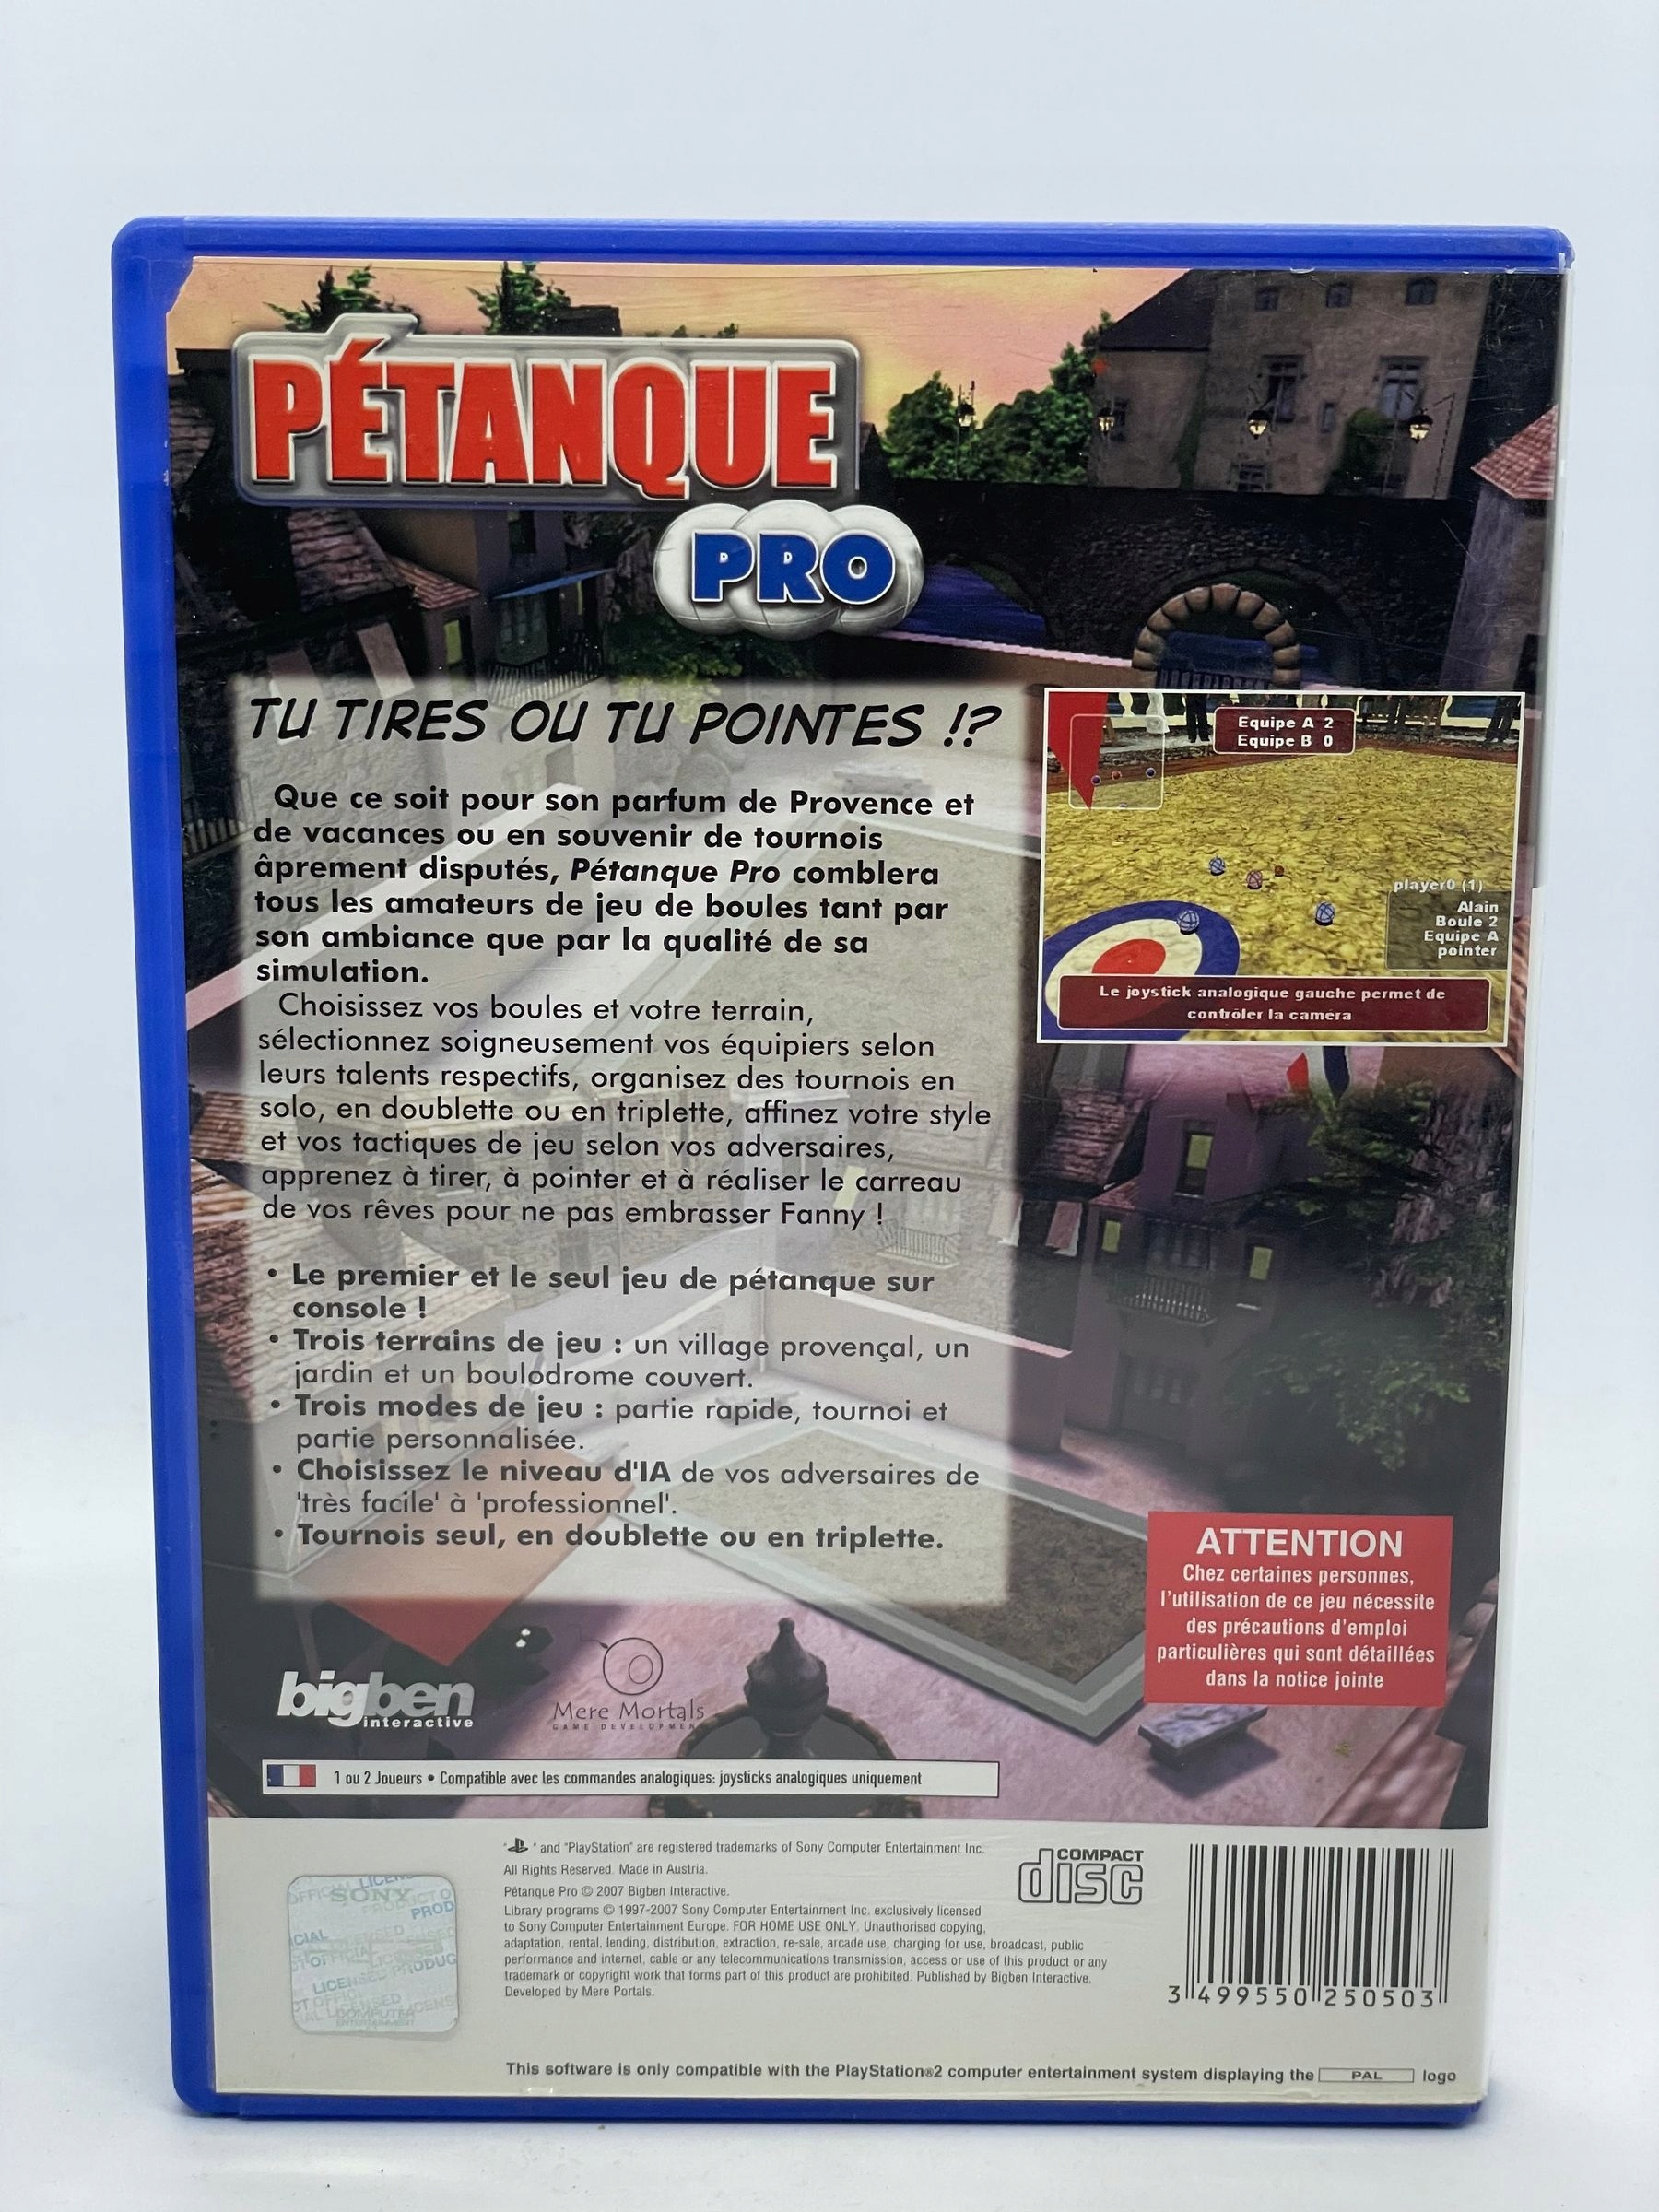 PÉTANQUE
PRO
TU TIRES OU TU POINTES !?
Que ce soit pour son parfum de Provence et
de vacances ou en souvenir de tournois
âprement disputés, Pétanque Pro comblera
tous les amateurs de jeu de boules tant par
son ambiance que par la qualité de sa
simulation.
Choisissez vos boules et votre terrain,
sélectionnez soigneusement vos équipiers selon
leurs talents respectifs, organisez des tournois en
solo, en doublette ou en triplette, affinez votre style
et vos tactiques de jeu selon vos adversaires,
apprenez à tirer, à pointer et à réaliser le carreau
de vos rêves pour ne pas embrasser Fanny !
• Le premier et le seul jeu de pétanque sur
console !
• Trois terrains de jeu : un village provençal, un
jardin et un boulodrome couvert.
• Trois modes de jeu : partie rapide, tournoi et
partie personnalisée.
• Choisissez le niveau d'IA de vos adversaires de
'très facile' à 'professionnel'.
• Tournois seul, en doublette ou en triplette.
Equipe A 2
Equipe B 0
player0 (1)
Alain
Boule 2
Equipe A
pointer
Le joystick analogique gauche permet de
contrôler la camera
ATTENTION
Chez certaines personnes,
l'utilisation de ce jeu nécessite
des précautions d'emploi
particulières qui sont détaillées
dans la notice jointe
bigben
interactive
Mere Mortals
GAME DEVELOPMENT
1 ou 2 Joueurs • Compatible avec les commandes analogiques: joysticks analogiques uniquement
" " and "PlayStation" are registered trademarks of Sony Computer Entertainment Inc.
All Rights Reserved. Made in Austria.
Pétanque Pro © 2007 Bigben Interactive.
Library programs © 1997-2007 Sony Computer Entertainment Inc. exclusively licensed
to Sony Computer Entertainment Europe. FOR HOME USE ONLY. Unauthorised copying,
adaptation, rental, lending, distribution, extraction, re-sale, arcade use, charging for use, broadcast, public
performance and internet, cable or any telecommunications transmission, access or use of this product or any
trademark or copyright work that forms part of this product are prohibited. Published by Bigben Interactive.
Developed by Mere Portals.
COMPACT
disc
3 499550 250503
SONY
LICENSED PRODUC
COMPUTER
ENTERTAINMENT
This software is only compatible with the PlayStation®2 computer entertainment system displaying the PAL logo